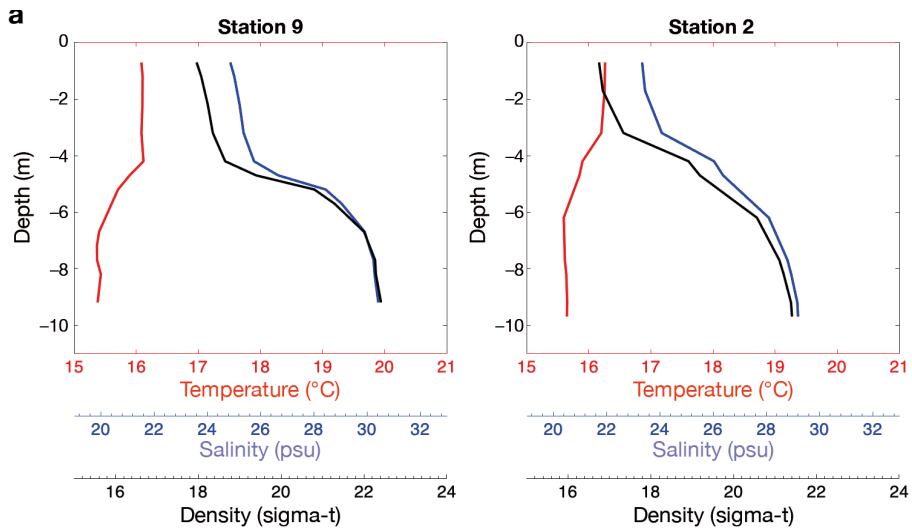 a
Station 9
Station 2
0
−2
−4
−6
−8
−10
Depth (m)
15 16 17 18 19 20 21
Temperature (°C)
20 22 24 26 28 30 32
Salinity (psu)
16 18 20 22 24
Density (sigma-t)
0
−2
−4
−6
−8
−10
Depth (m)
15 16 17 18 19 20 21
Temperature (°C)
20 22 24 26 28 30 32
Salinity (psu)
16 18 20 22 24
Density (sigma-t)